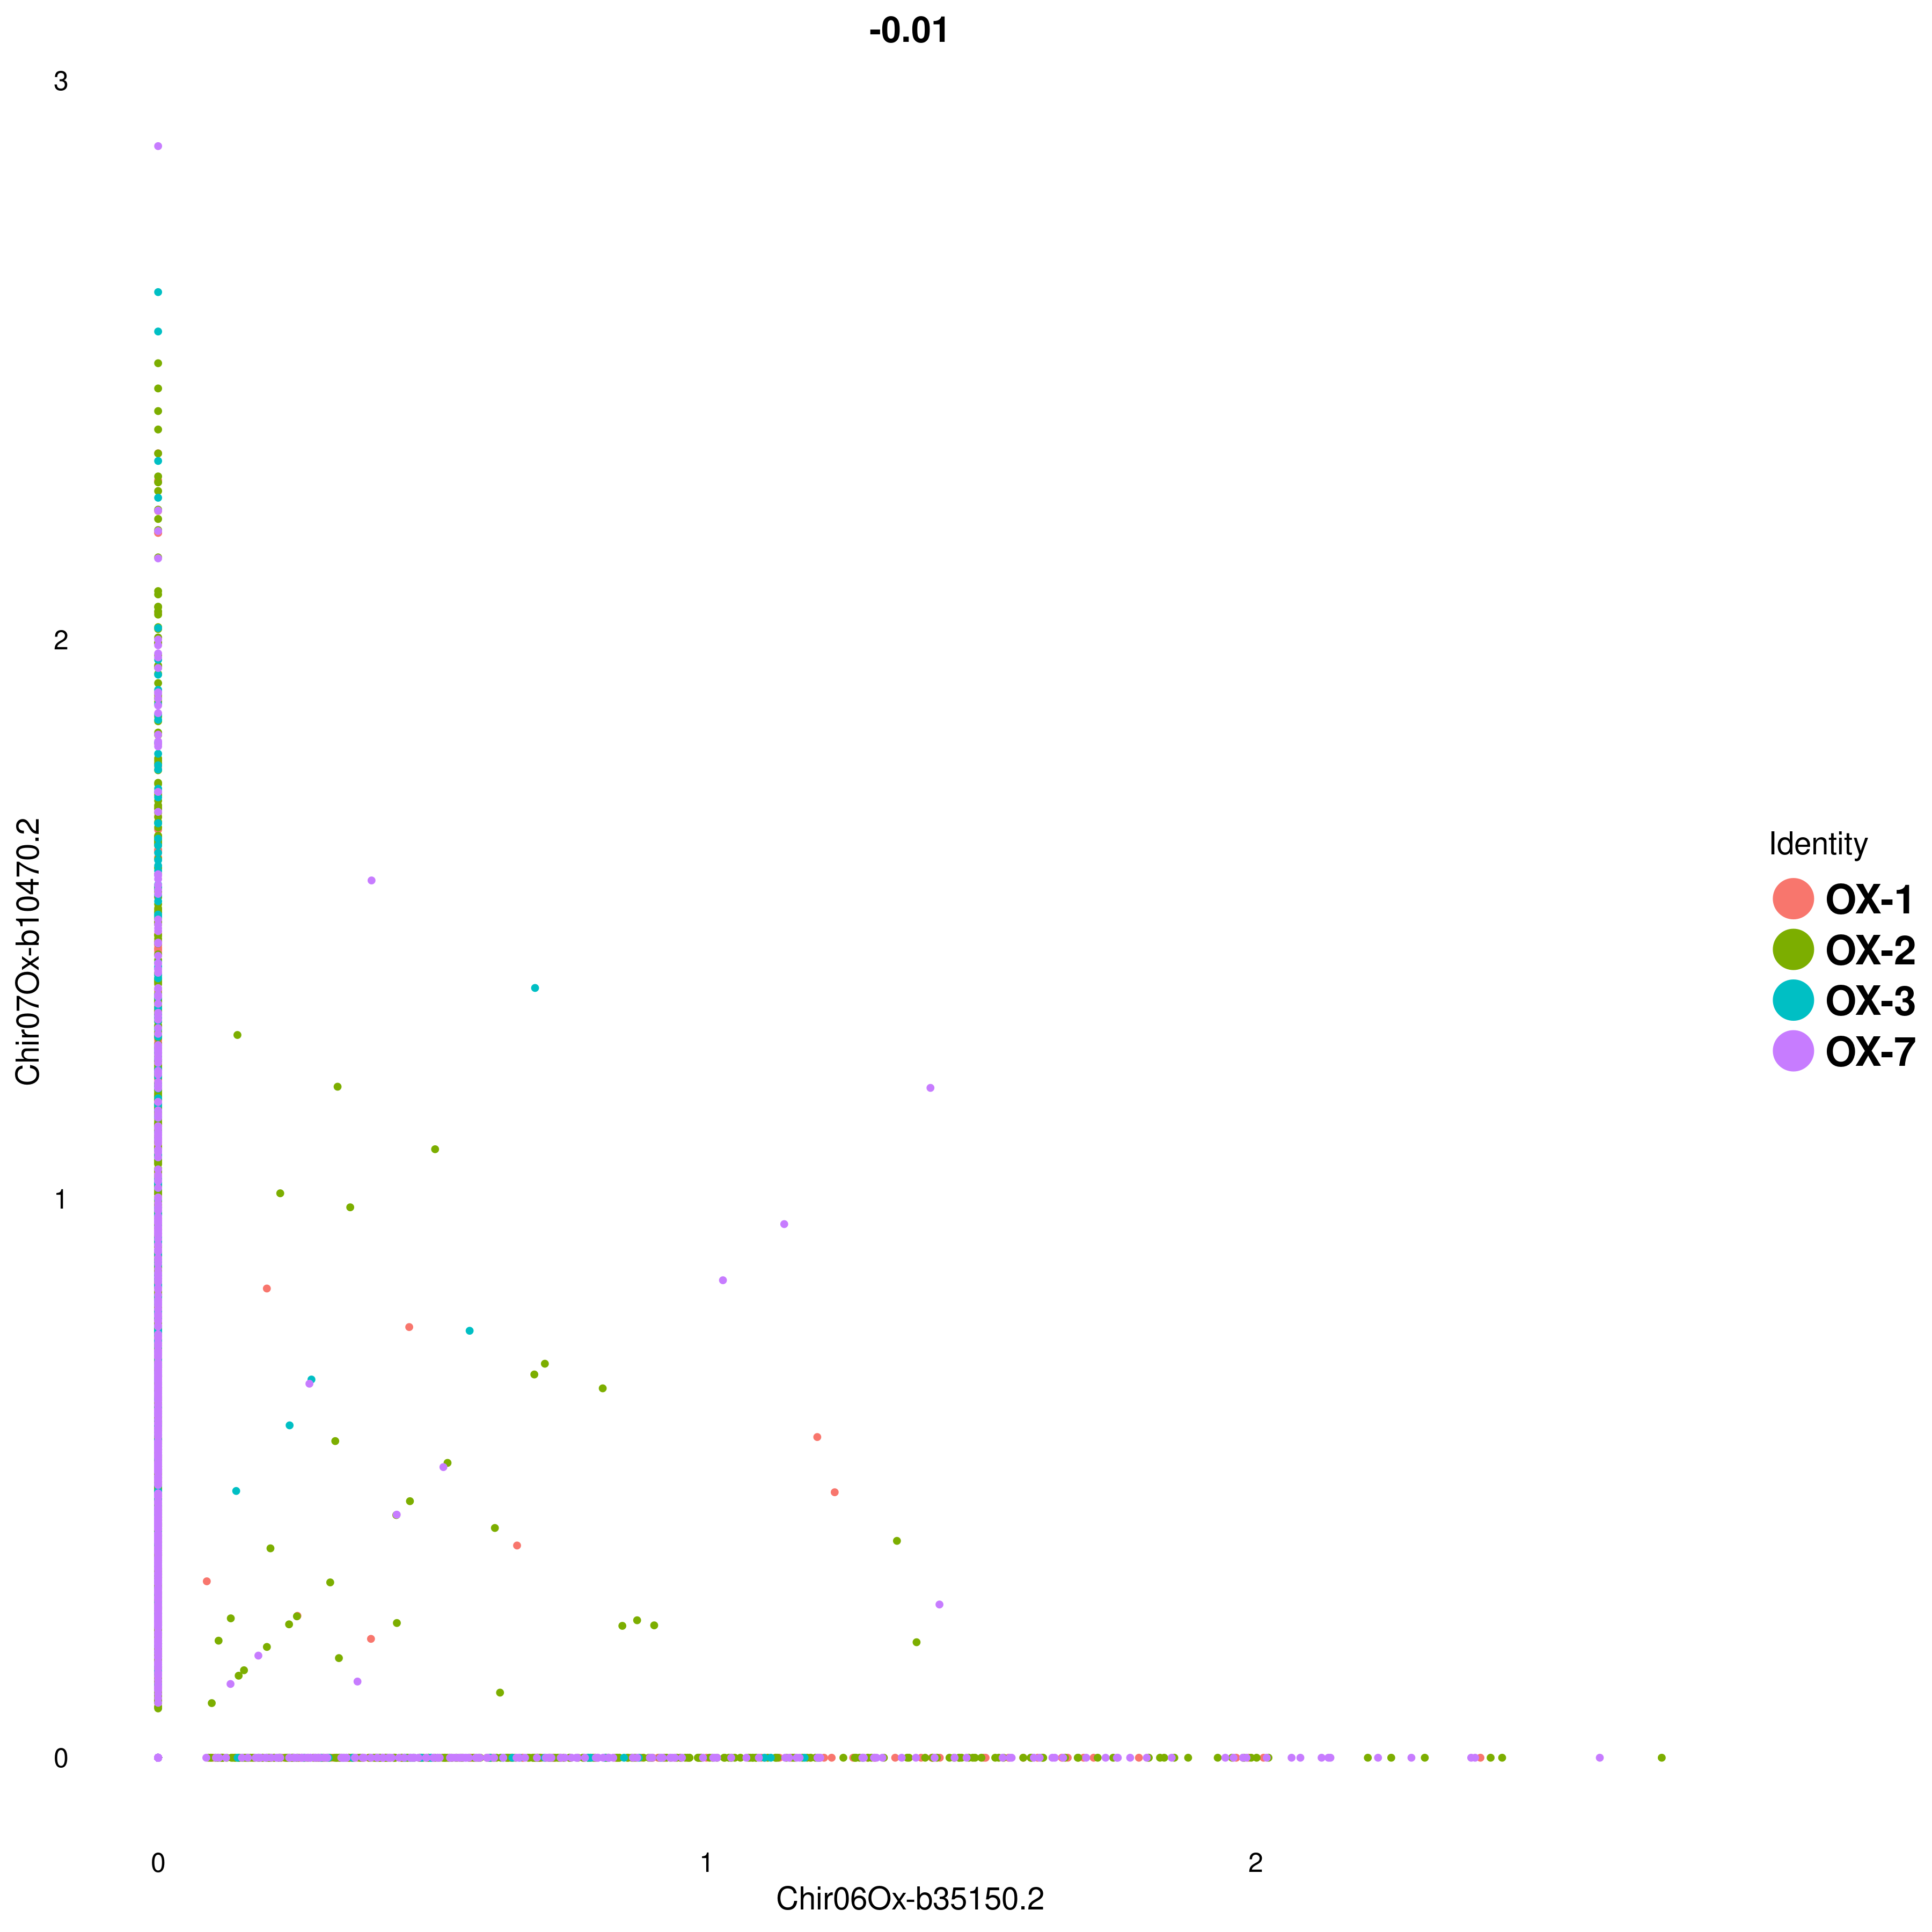 -0.01
3
2
1
0
Chir07Ox-b10470.2
0
1
2
Chir06Ox-b35150.2
Identity
OX-1
OX-2
OX-3
OX-7